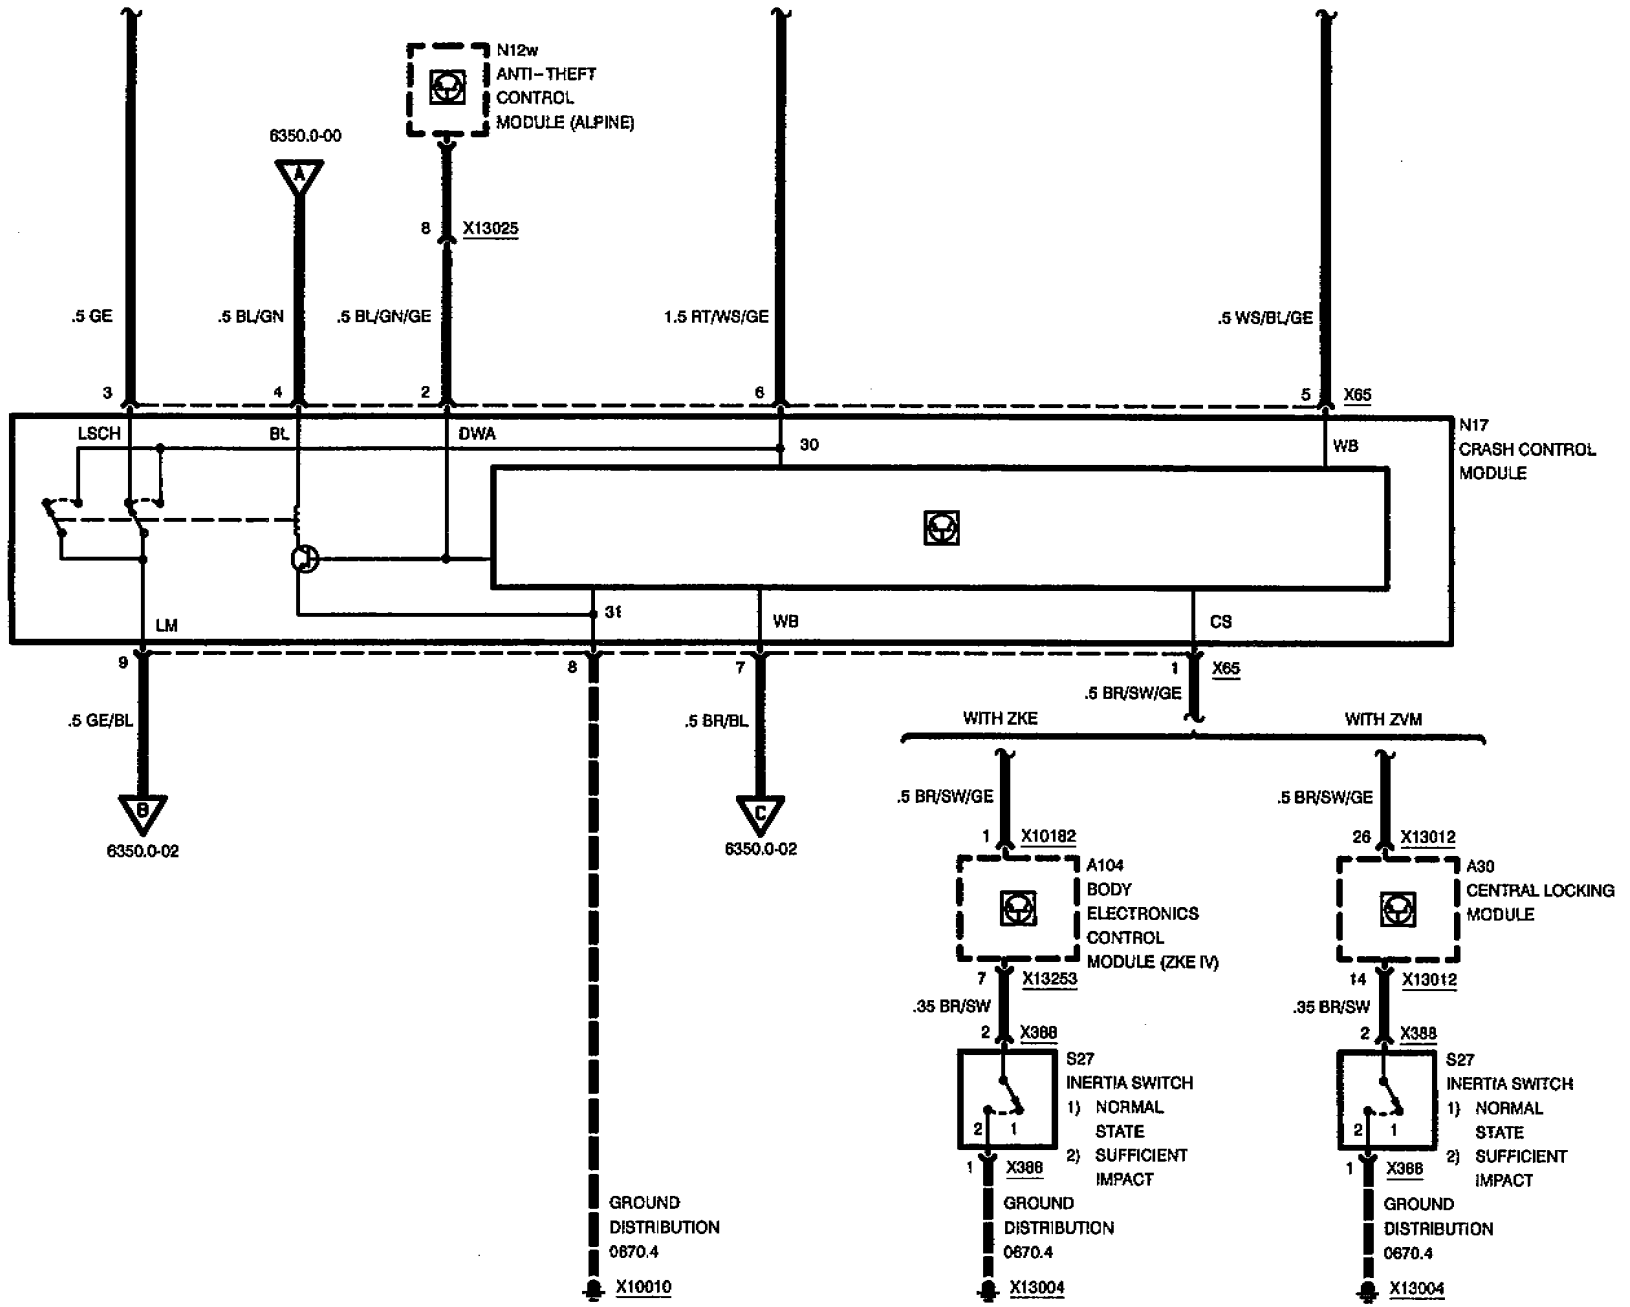 N12w
ANTI-THEFT
CONTROL
MODULE (ALPINE)
6350.0-00
A
8 X13025
.5 GE
.5 BL/GN
.5 BL/GN/GE
1.5 RT/WS/GE
.5 WS/BL/GE
3
4
2
6
5 X65
N17
CRASH CONTROL
MODULE
LSCH
BL
DWA
30
WB
31
LM
WB
CS
9
8
7
1 X65
.5 BR/SW/GE
.5 GE/BL
.5 BR/BL
WITH ZKE
WITH ZVM
B
6350.0-02
C
6350.0-02
.5 BR/SW/GE
.5 BR/SW/GE
1 X10182
26 X13012
A104
BODY
ELECTRONICS
CONTROL
MODULE (ZKE IV)
A30
CENTRAL LOCKING
MODULE
7 X13253
14 X13012
.35 BR/SW
.35 BR/SW
2 X388
2 X388
S27
INERTIA SWITCH
1) NORMAL
STATE
2) SUFFICIENT
IMPACT
2 1
S27
INERTIA SWITCH
1) NORMAL
STATE
2) SUFFICIENT
IMPACT
2 1
1 X388
1 X388
GROUND
DISTRIBUTION
0670.4
X10010
GROUND
DISTRIBUTION
0670.4
X13004
GROUND
DISTRIBUTION
0670.4
X13004